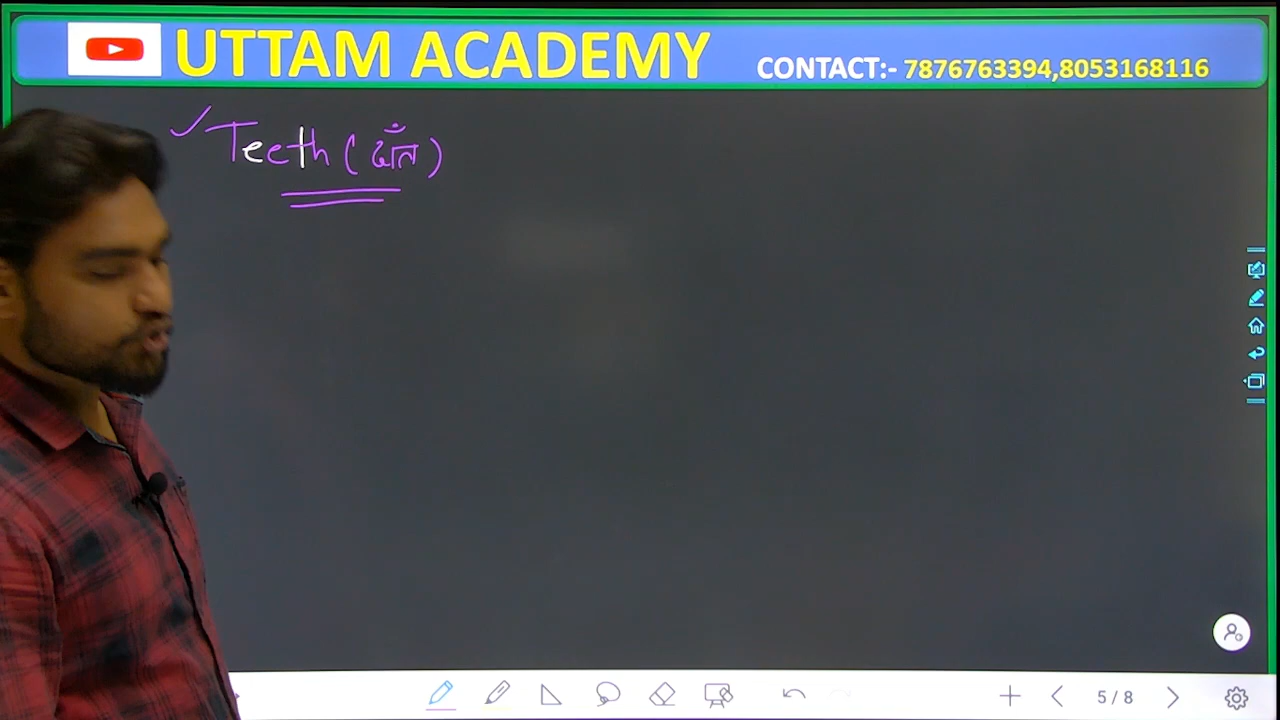 UTTAM ACADEMY
CONTACT:- 7876763394,8053168116
Teeth (दाँत)
5/8